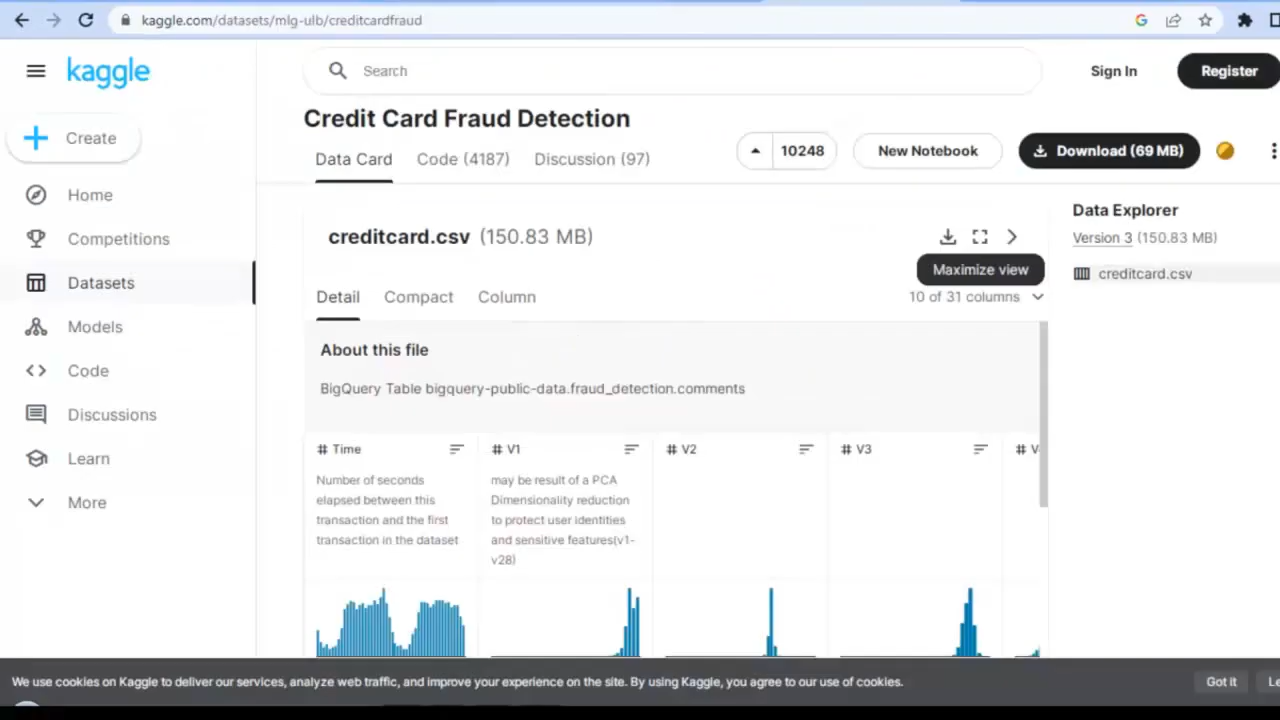 kaggle.com/datasets/mlg-ulb/creditcardfraud
kaggle
Search
Sign In
Register
Create
Home
Competitions
Datasets
Models
Code
Discussions
Learn
More
Credit Card Fraud Detection
Data Card
Code (4187)
Discussion (97)
10248
New Notebook
Download (69 MB)
creditcard.csv (150.83 MB)
Maximize view
Detail
Compact
Column
10 of 31 columns
About this file
BigQuery Table bigquery-public-data.fraud_detection.comments
# Time
Number of seconds
elapsed between this
transaction and the first
transaction in the dataset
# V1
may be result of a PCA
Dimensionality reduction
to protect user identities
and sensitive features(v1-
v28)
# V2
# V3
Data Explorer
Version 3 (150.83 MB)
creditcard.csv
We use cookies on Kaggle to deliver our services, analyze web traffic, and improve your experience on the site. By using Kaggle, you agree to our use of cookies.
Got it